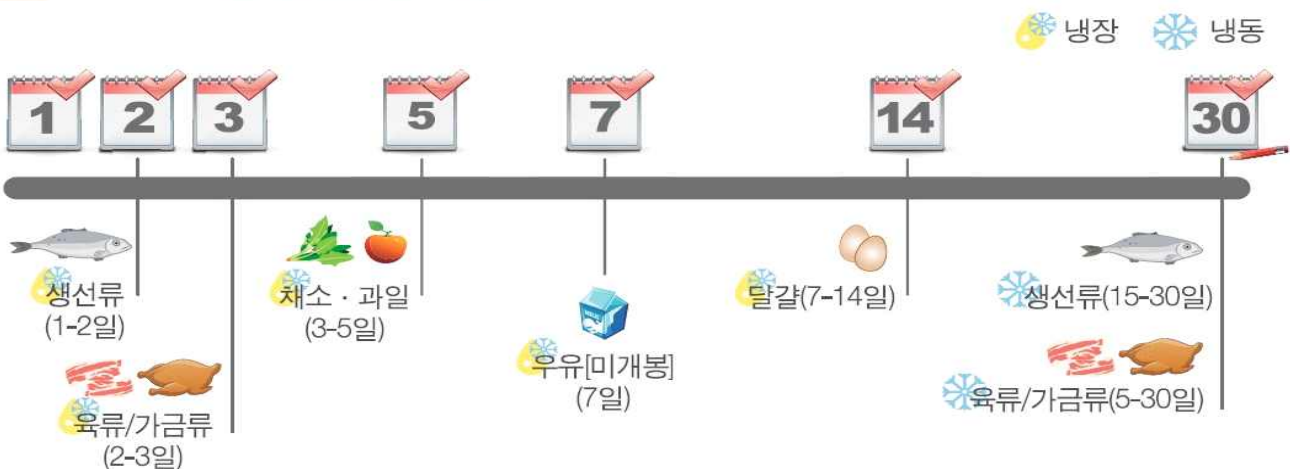 냉장 냉동
1 2 3 5 7 14 30
생선류
(1-2일)
육류/가금류
(2-3일)
채소 · 과일
(3-5일)
우유[미개봉]
(7일)
달걀(7-14일)
생선류(15-30일)
육류/가금류(5-30일)